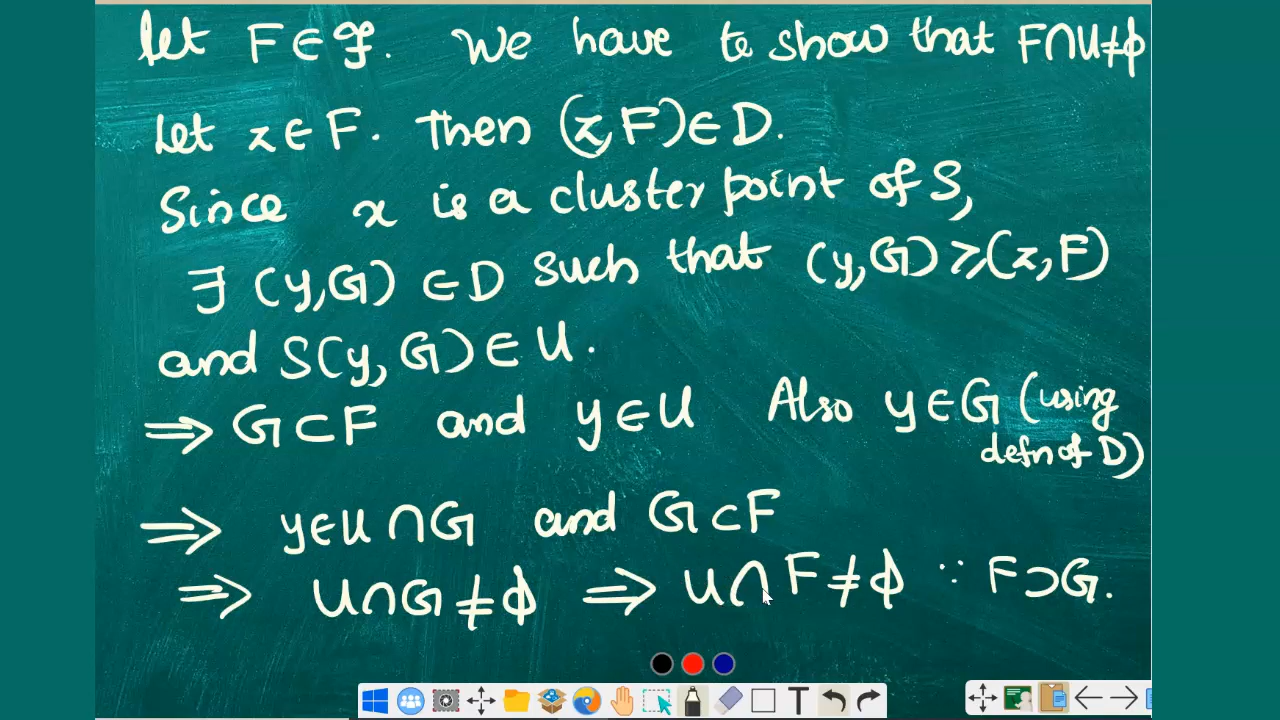 let F ∈ ℱ. We have to show that F∩U≠ϕ
Let z ∈ F. Then (z, F) ∈ D.
Since x is a cluster point of S,
∃ (y, G) ∈ D such that (y, G) ⩾ (z, F)
and S(y, G) ∈ U.
⇒ G ⊂ F and y ∈ U Also y ∈ G (using
defn of D)
⇒ y ∈ U ∩ G and G ⊂ F
⇒ U ∩ G ≠ ϕ ⇒ U ∩ F ≠ ϕ ∵ F ⊃ G.
T